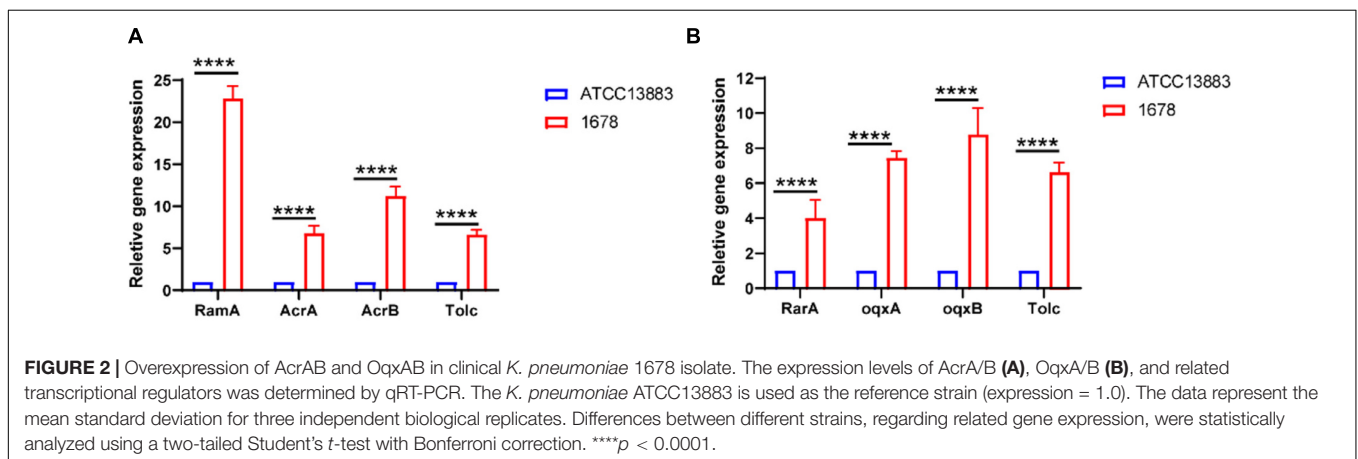 A
Reletive gene expression
25
20
15
10
5
0
****
****
****
****
RamA AcrA AcrB Tolc
ATCC13883
1678
B
Reletive gene expression
12
10
8
6
4
2
0
****
****
****
****
RarA oqxA oqxB Tolc
ATCC13883
1678
FIGURE 2 | Overexpression of AcrAB and OqxAB in clinical K. pneumoniae 1678 isolate. The expression levels of AcrA/B (A), OqxA/B (B), and related
transcriptional regulators was determined by qRT-PCR. The K. pneumoniae ATCC13883 is used as the reference strain (expression = 1.0). The data represent the
mean standard deviation for three independent biological replicates. Differences between different strains, regarding related gene expression, were statistically
analyzed using a two-tailed Student's t-test with Bonferroni correction. ****p < 0.0001.